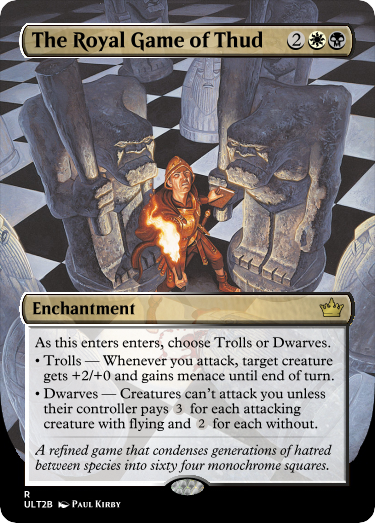 The Royal Game of Thud 2
Enchantment
As this enters enters, choose Trolls or Dwarves.
• Trolls — Whenever you attack, target creature
gets +2/+0 and gains menace until end of turn.
• Dwarves — Creatures can't attack you unless
their controller pays 3 for each attacking
creature with flying and 2 for each without.
A refined game that condenses generations of hatred
between species into sixty four monochrome squares.
R
ULT2B Paul Kirby